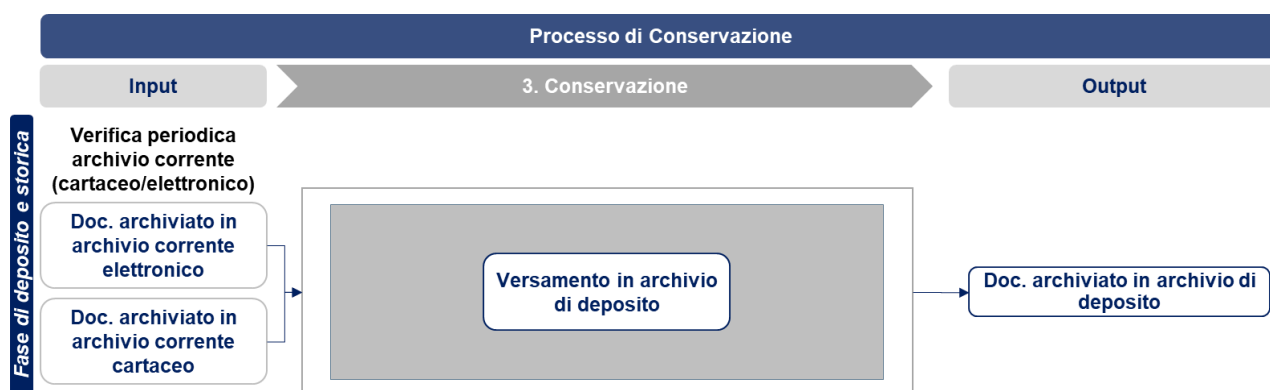 Processo di Conservazione
Input
3. Conservazione
Output
Fase di deposito e storica
Verifica periodica
archivio corrente
(cartaceo/elettronico)
Doc. archiviato in
archivio corrente
elettronico
Doc. archiviato in
archivio corrente
cartaceo
Versamento in archivio
di deposito
Doc. archiviato in archivio di
deposito